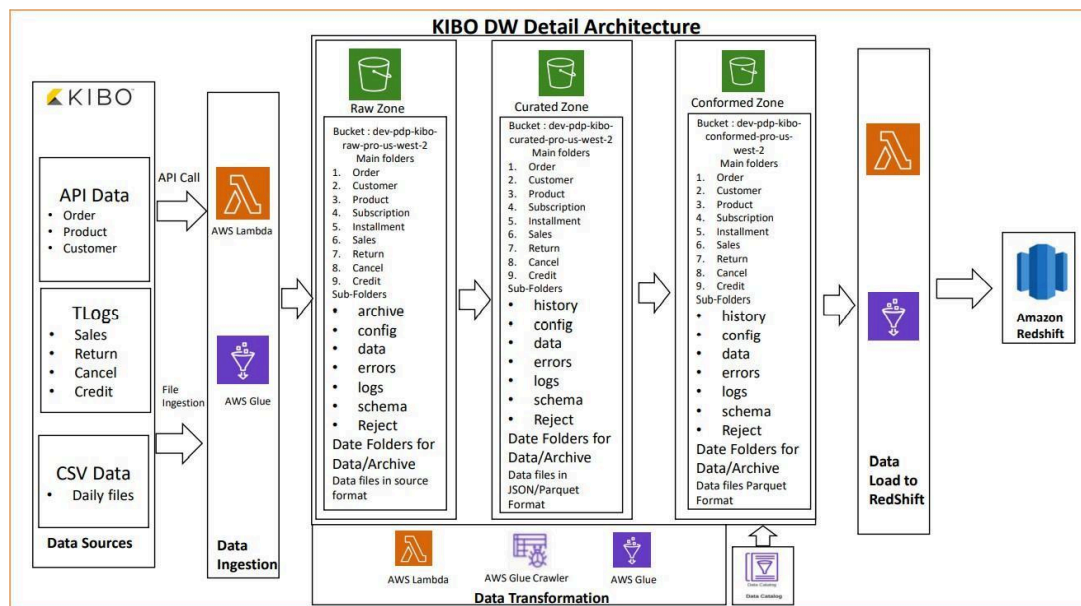 KIBO DW Detail Architecture
KIBO
API Data
• Order
• Product
• Customer
TLogs
• Sales
• Return
• Cancel
• Credit
CSV Data
• Daily files
Data Sources
API Call
File
Ingestion
AWS Lambda
AWS Glue
Data
Ingestion
Raw Zone
Bucket : dev-pdp-kibo-
raw-pro-us-west-2
Main folders
1. Order
2. Customer
3. Product
4. Subscription
5. Installment
6. Sales
7. Return
8. Cancel
9. Credit
Sub-Folders
• archive
• config
• data
• errors
• logs
• schema
• Reject
Date Folders for
Data/Archive
Data files in source
format
Curated Zone
Bucket : dev-pdp-kibo-
curated-pro-us-west-2
Main folders
1. Order
2. Customer
3. Product
4. Subscription
5. Installment
6. Sales
7. Return
8. Cancel
9. Credit
Sub-Folders
• history
• config
• data
• errors
• logs
• schema
• Reject
Date Folders for
Data/Archive
Data files in
JSON/Parquet
Format
Conformed Zone
Bucket : dev-pdp-kibo-
conformed-pro-us-
west-2
Main folders
1. Order
2. Customer
3. Product
4. Subscription
5. Installment
6. Sales
7. Return
8. Cancel
9. Credit
Sub-Folders
• history
• config
• data
• errors
• logs
• schema
• Reject
Date Folders for
Data/Archive
Data files Parquet
Format
AWS Lambda
AWS Glue Crawler
AWS Glue
Data Transformation
Data Catalog
Data Catalog
Data
Load to
RedShift
Amazon
Redshift